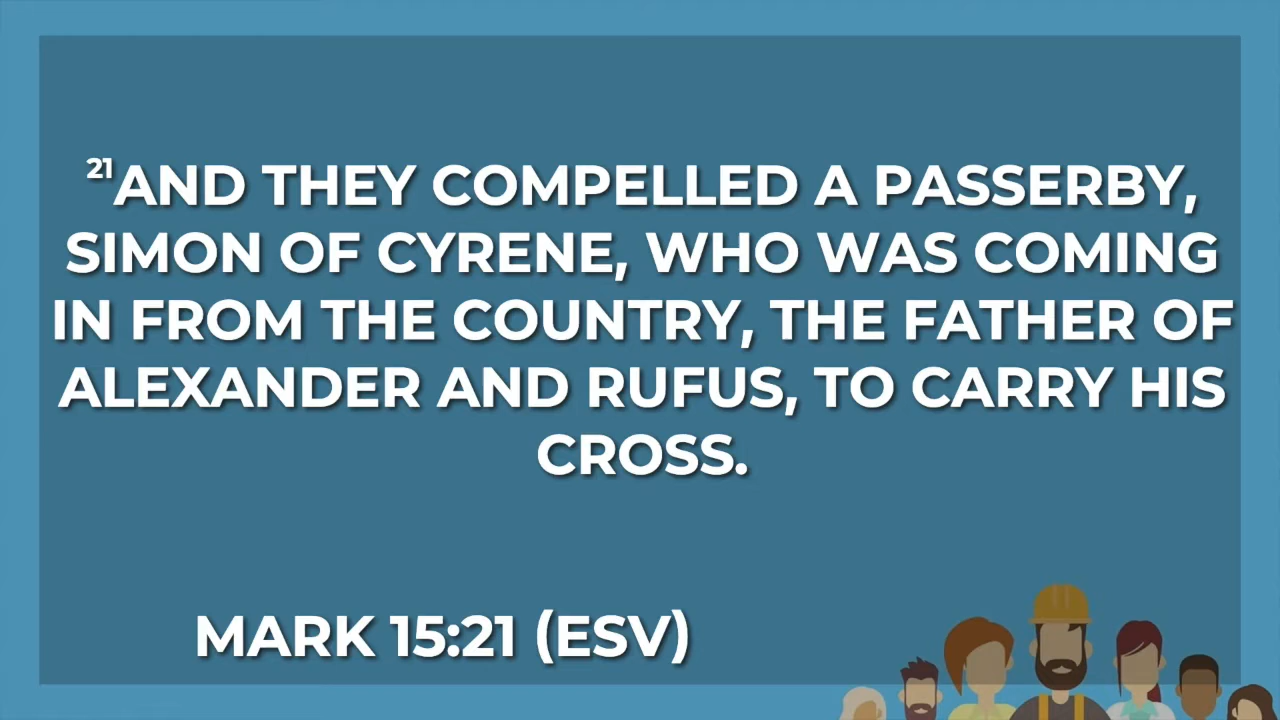 21AND THEY COMPELLED A PASSERBY,
SIMON OF CYRENE, WHO WAS COMING
IN FROM THE COUNTRY, THE FATHER OF
ALEXANDER AND RUFUS, TO CARRY HIS
CROSS.
MARK 15:21 (ESV)